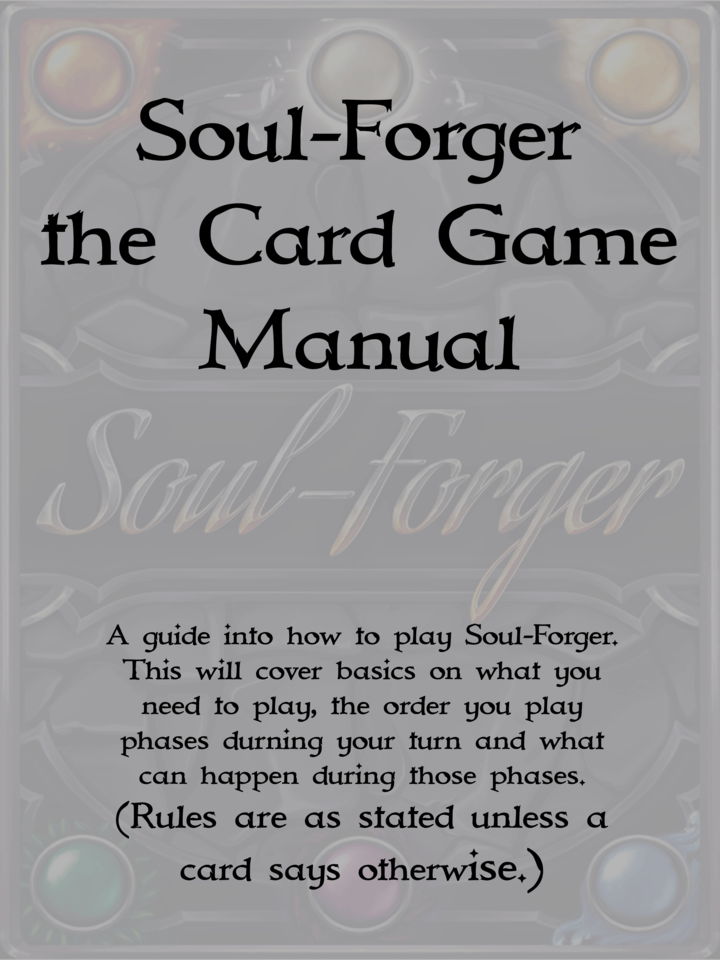 Soul-Forger
the Card Game
Manual
Soul-Forger
A guide into how to play Soul-Forger.
This will cover basics on what you
need to play, the order you play
phases durning your turn and what
can happen during those phases.
(Rules are as stated unless a
card says otherwise.)